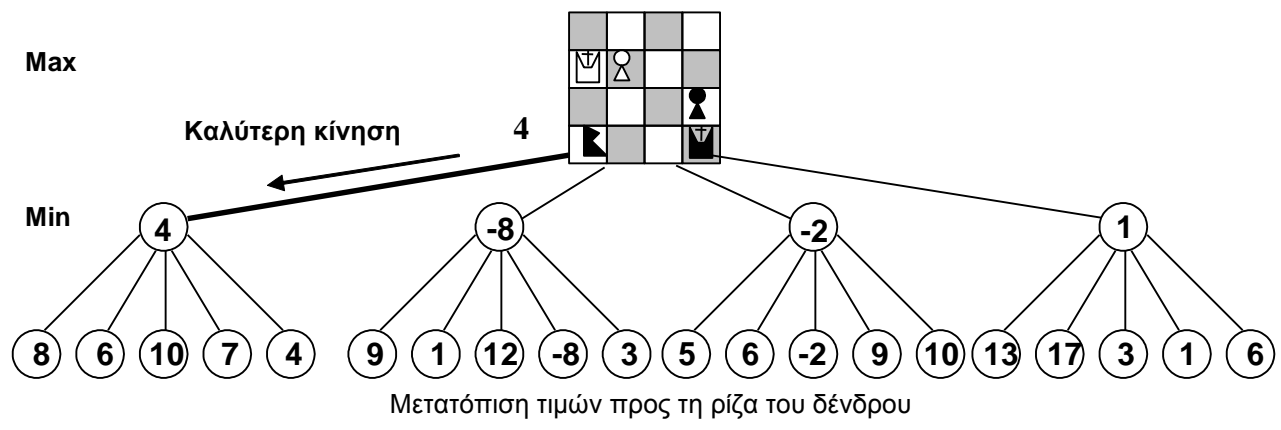 Max
Καλύτερη κίνηση 4
Min
4 -8 -2 1
8 6 10 7 4 9 1 12 -8 3 5 6 -2 9 10 13 17 3 1 6
Μετατόπιση τιμών προς τη ρίζα του δένδρου